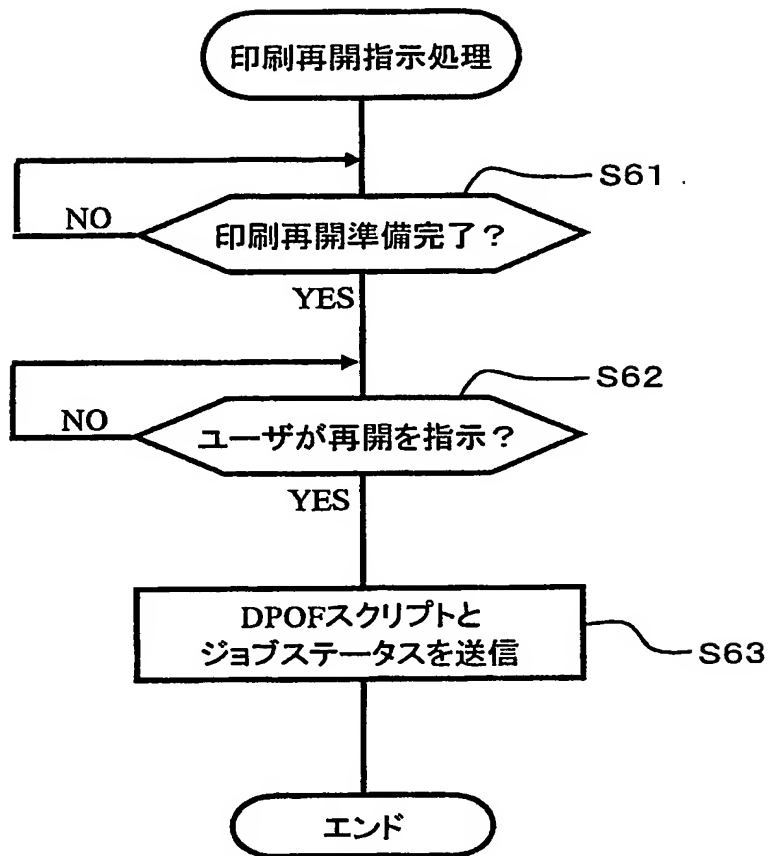 印刷再開指示処理
S61
NO
印刷再開準備完了?
YES
S62
NO
ユーザが再開を指示?
YES
DPOFスクリプトと
ジョブステータスを送信
S63
エンド